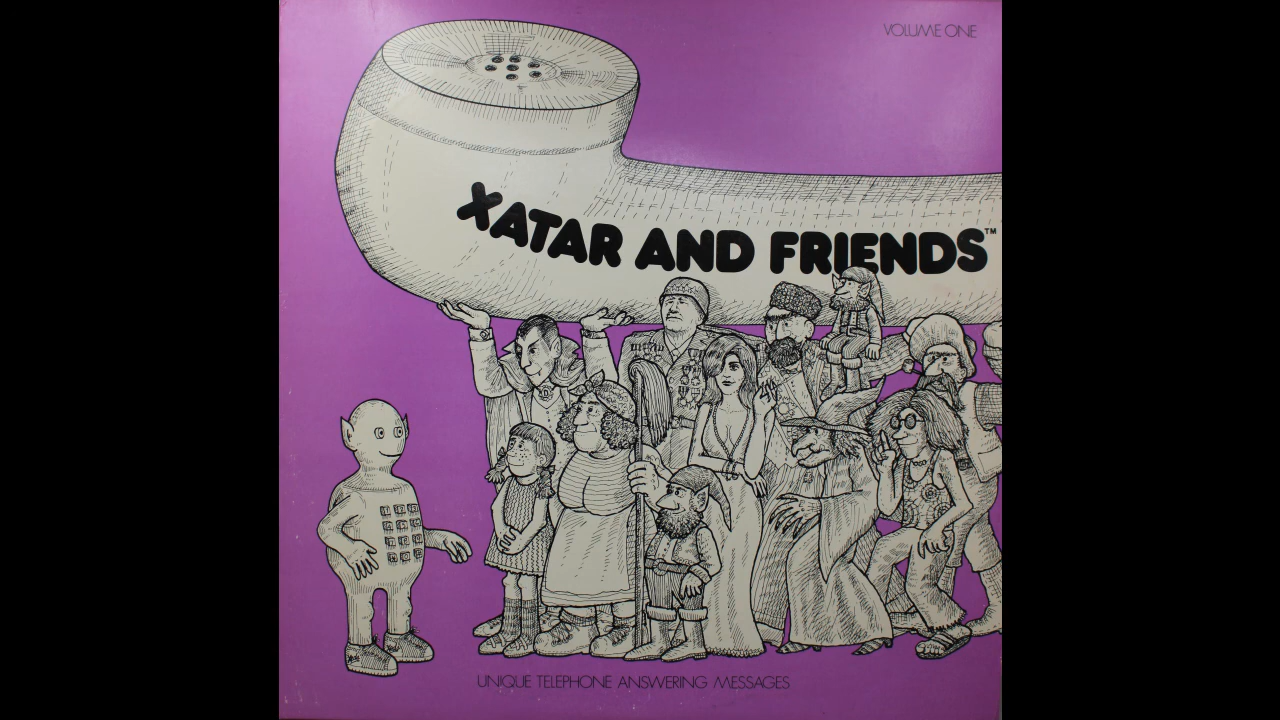 VOLUME ONE
XATAR AND FRIENDS™
UNIQUE TELEPHONE ANSWERING MESSAGES